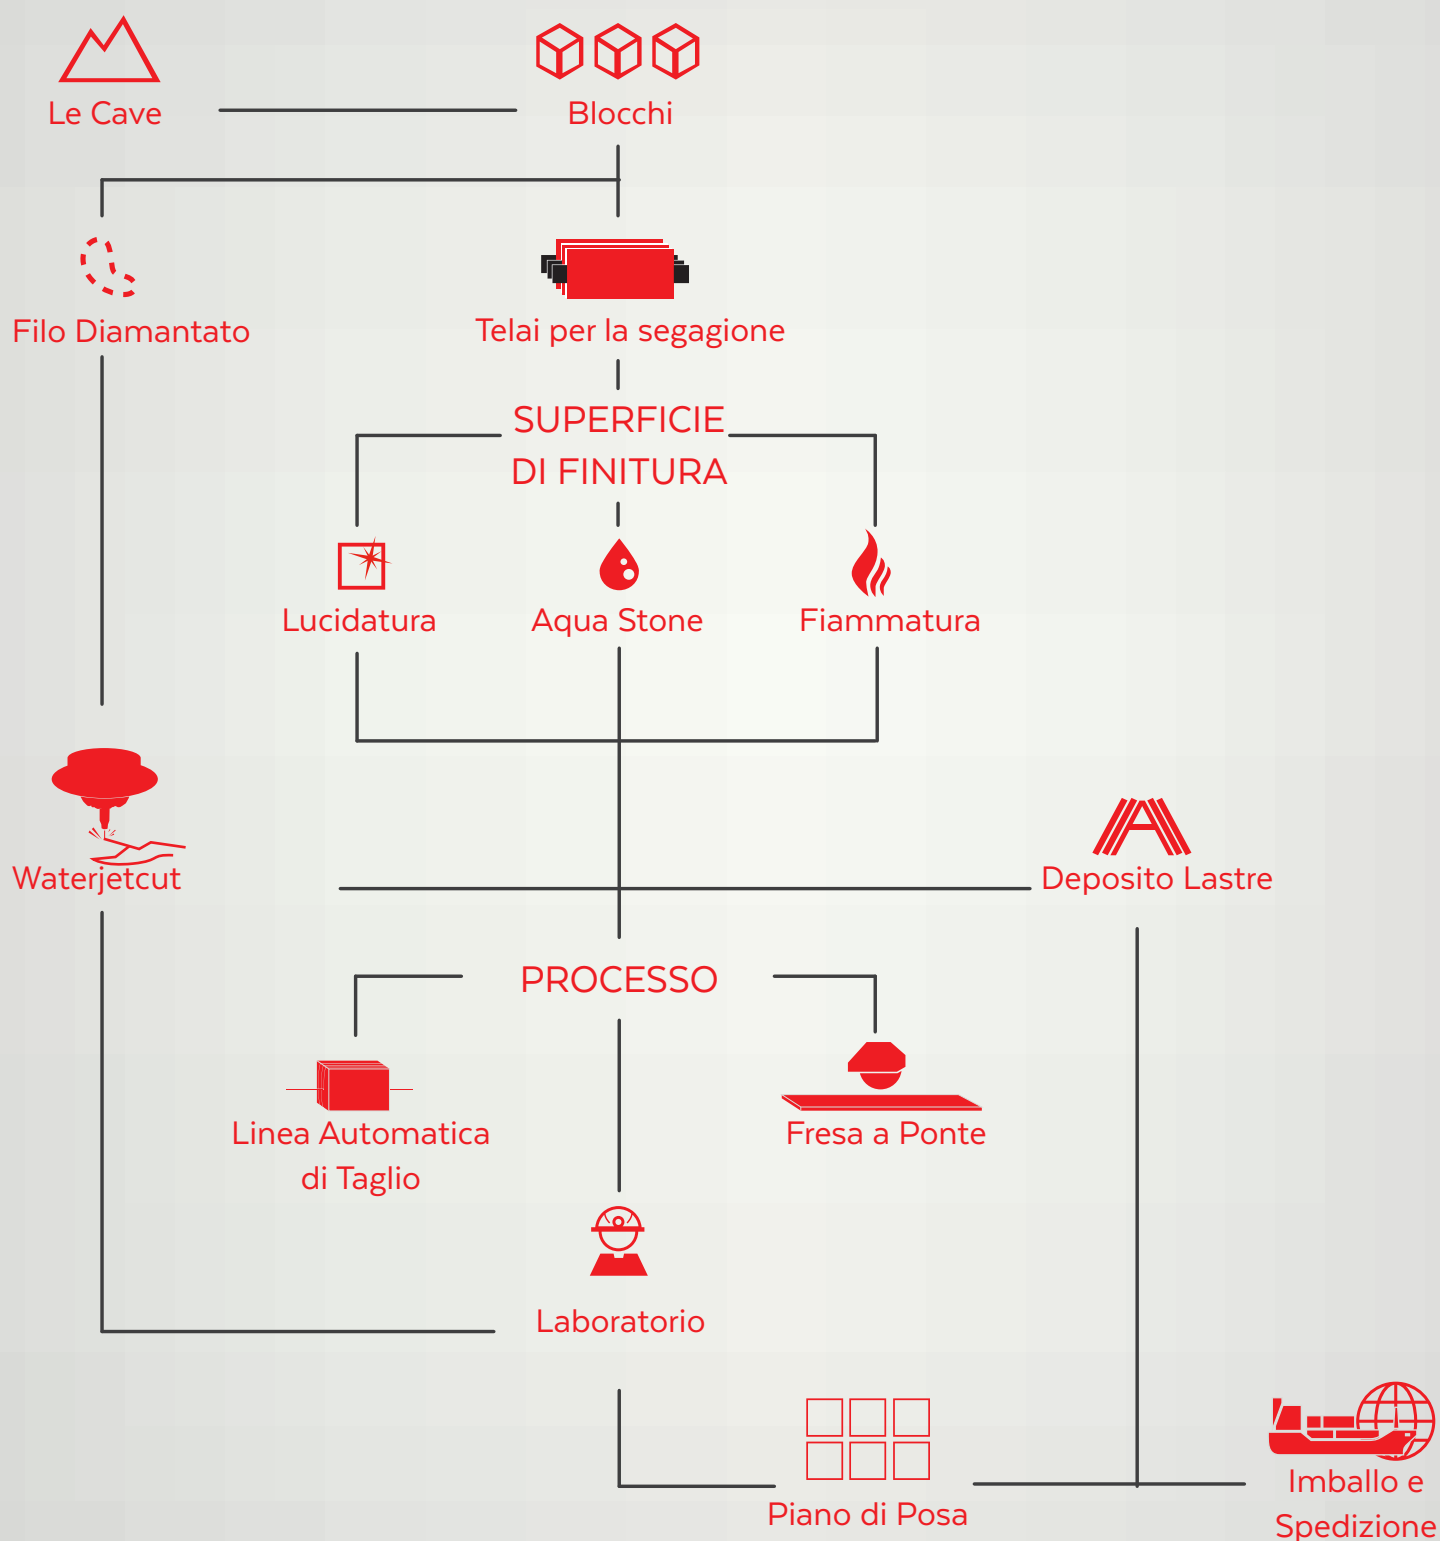 Le Cave
Blocchi
Filo Diamantato
Telai per la segagione
SUPERFICIE
DI FINITURA
Lucidatura
Aqua Stone
Fiammatura
Waterjetcut
Deposito Lastre
PROCESSO
Linea Automatica
di Taglio
Fresa a Ponte
Laboratorio
Piano di Posa
Imballo e
Spedizione